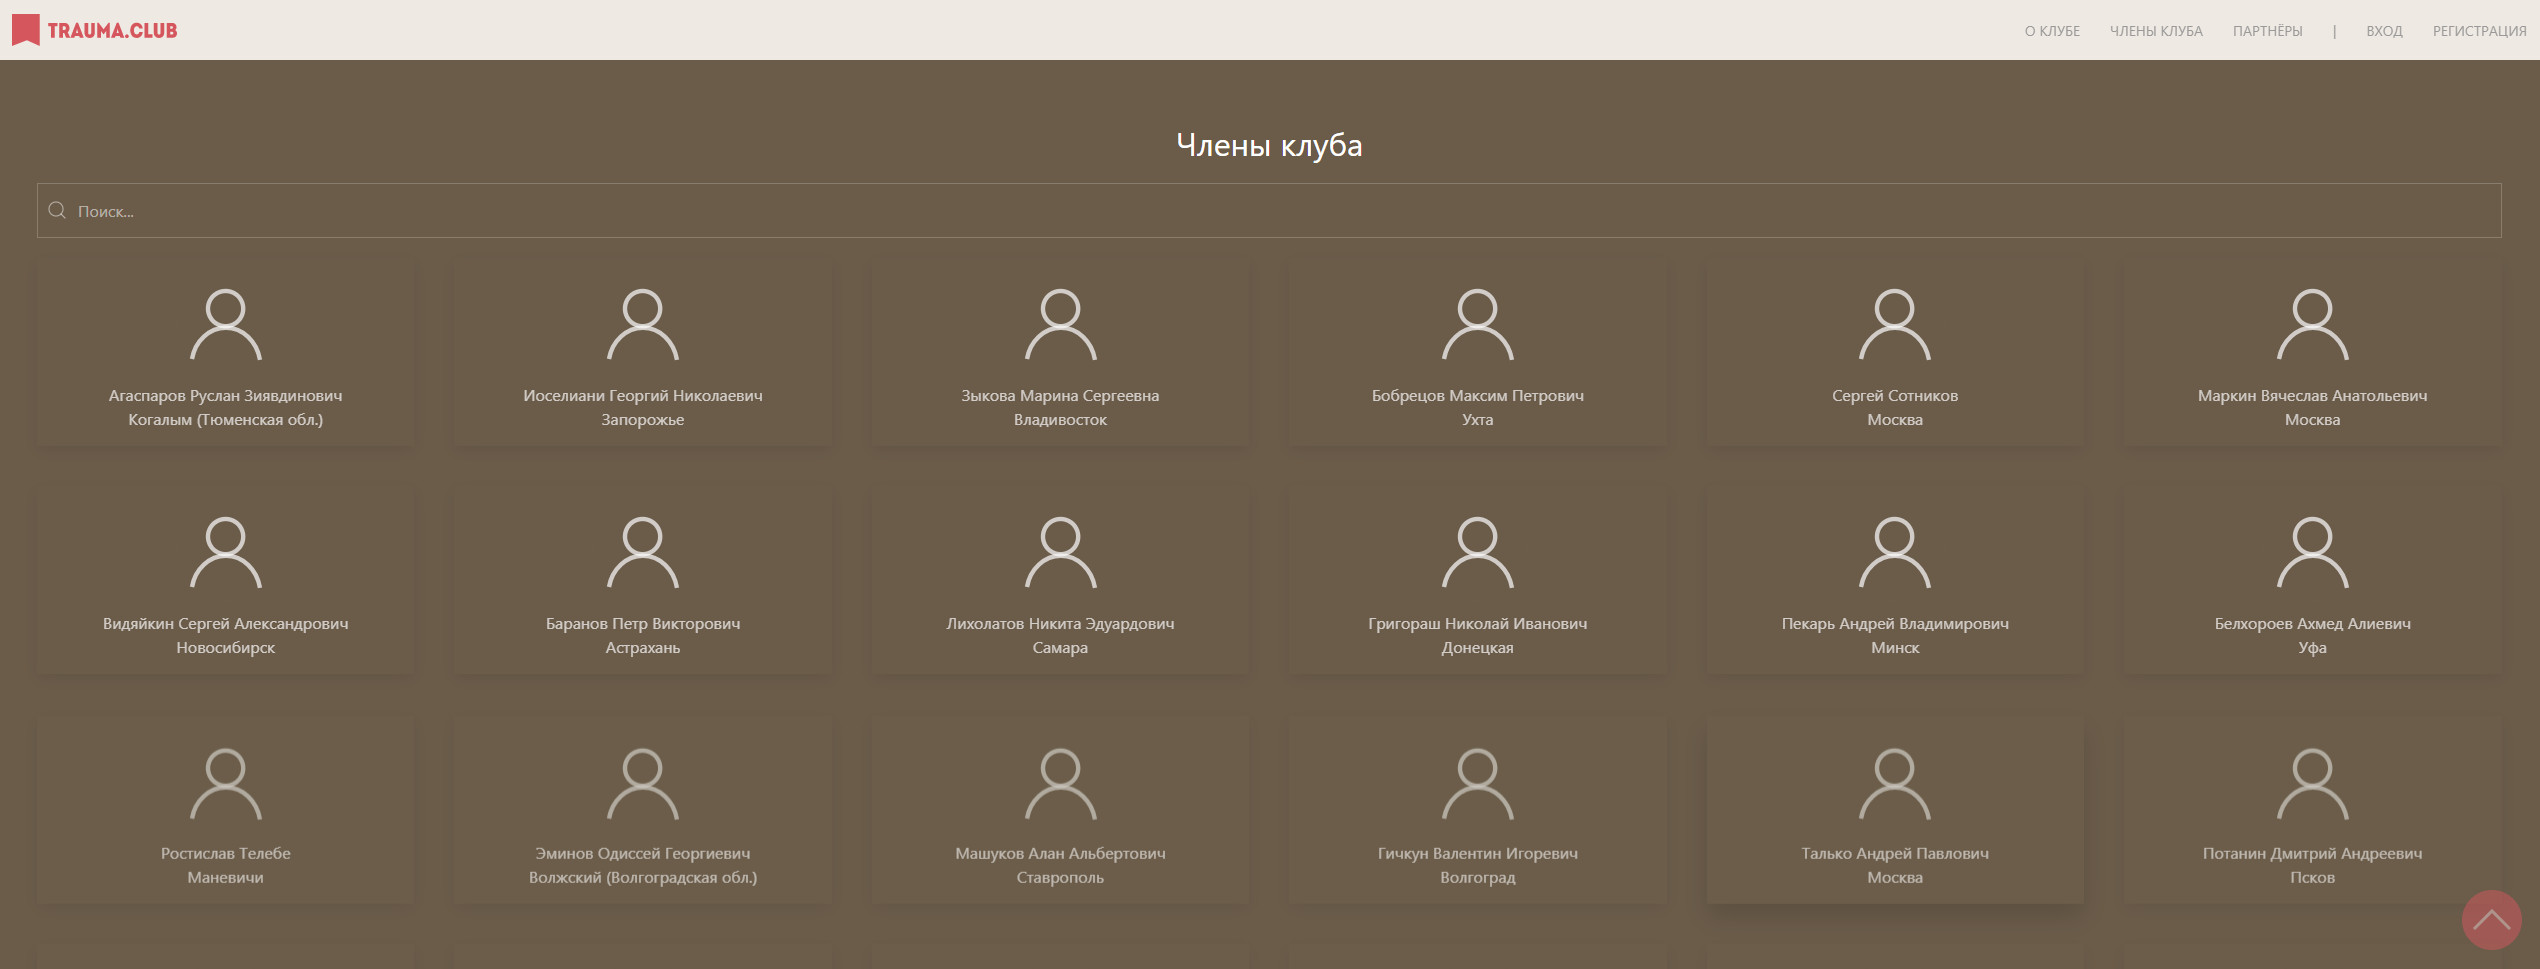 TRAUMA.CLUB
О КЛУБЕ ЧЛЕНЫ КЛУБА ПАРТНЁРЫ | ВХОД РЕГИСТРАЦИЯ
Члены клуба
Поиск...
Агаспаров Руслан Зиявдинович
Когалым (Тюменская обл.)
Иоселиани Георгий Николаевич
Запорожье
Зыкова Марина Сергеевна
Владивосток
Бобрецов Максим Петрович
Ухта
Сергей Сотников
Москва
Маркин Вячеслав Анатольевич
Москва
Видяйкин Сергей Александрович
Новосибирск
Баранов Петр Викторович
Астрахань
Лихолатов Никита Эдуардович
Самара
Григораш Николай Иванович
Донецкая
Пекарь Андрей Владимирович
Минск
Белхороев Ахмед Алиевич
Уфа
Ростислав Телебе
Маневичи
Эминов Одиссей Георгиевич
Волжский (Волгоградская обл.)
Машуков Алан Альбертович
Ставрополь
Гичкун Валентин Игоревич
Волгоград
Талько Андрей Павлович
Москва
Потанин Дмитрий Андреевич
Псков